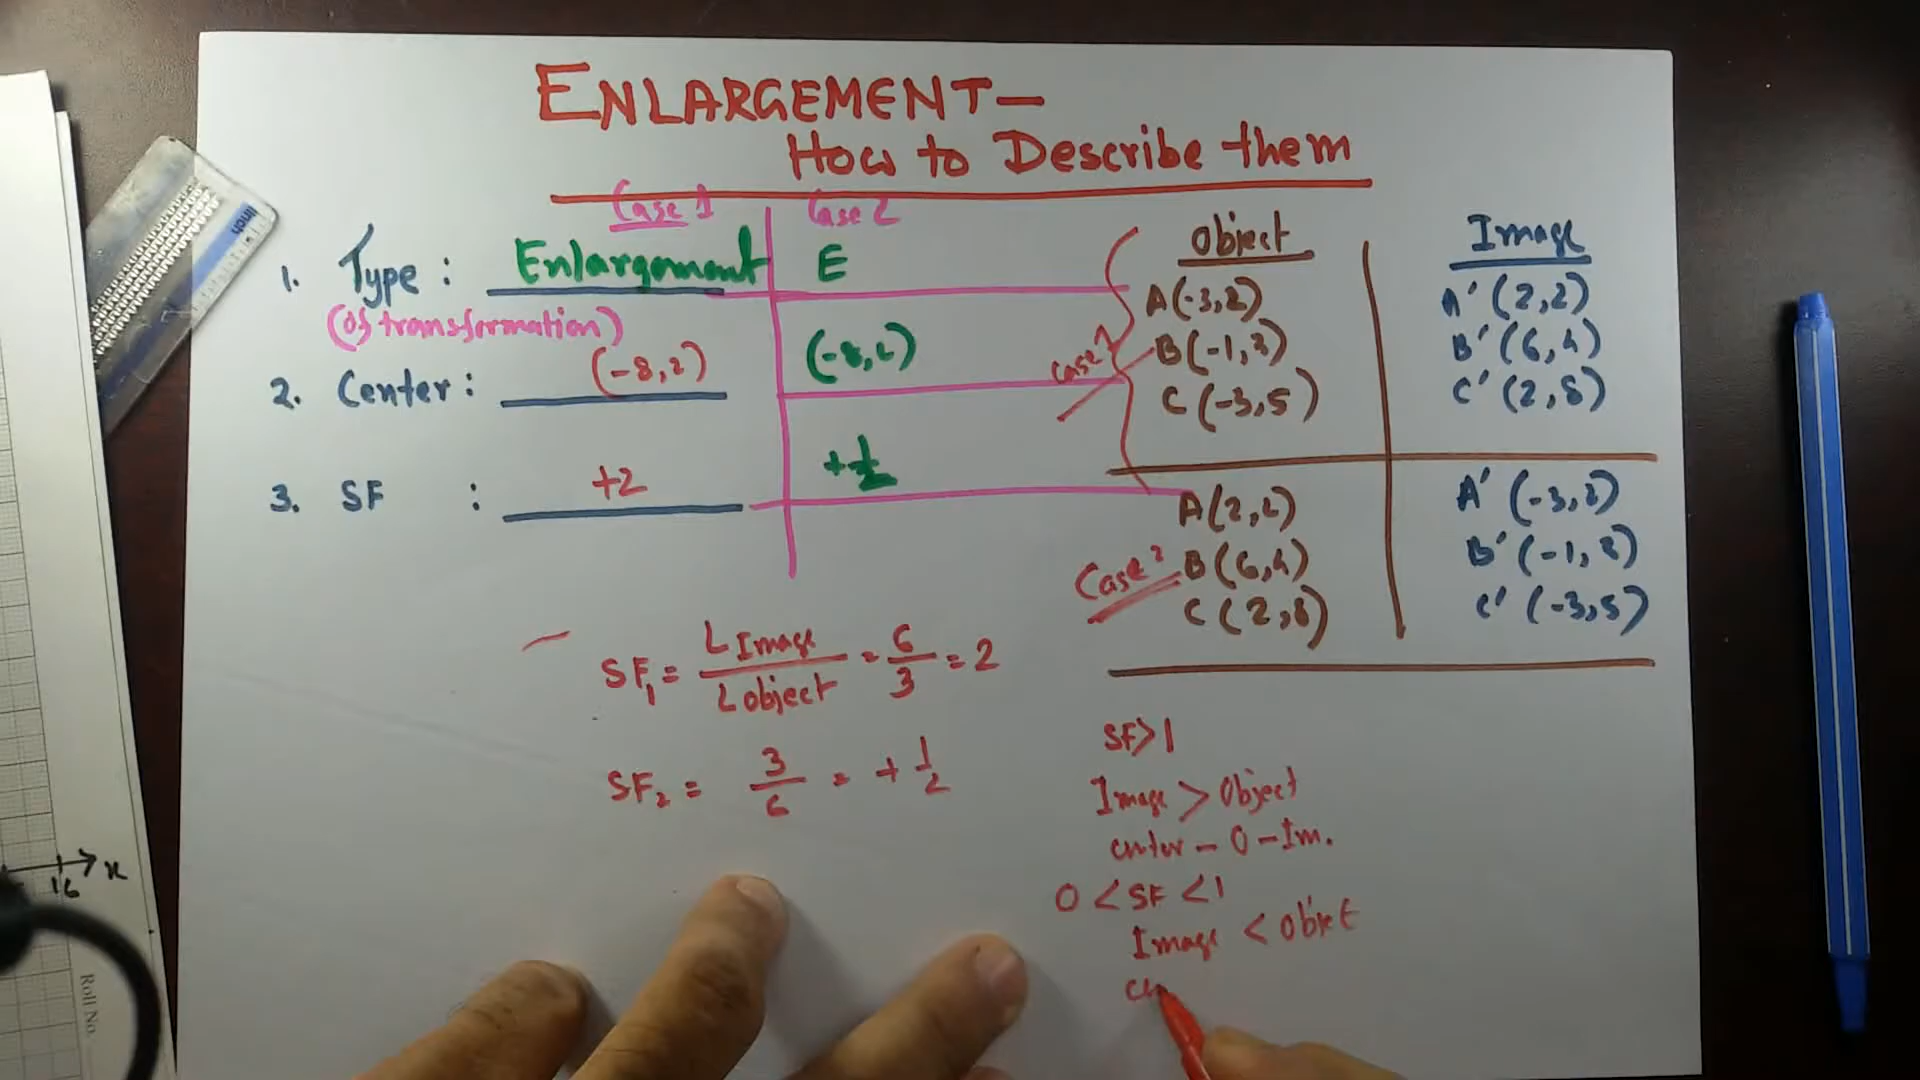 ENLARGEMENT—
How to Describe them
Case 1
Case 2
1. Type : Enlargement
E
(of transformation)
2. Center: (-8,2)
(-8,2)
3. SF : +2
+1/2
Object
Image
Case 1
A(-3,2)
A'(2,2)
B(-1,3)
B'(6,4)
C(-3,5)
C'(2,8)
Case 2
A(2,2)
A'(-3,2)
B(6,4)
B'(-1,3)
C(2,8)
C'(-3,5)
SF₁ = L Image / L object = 6/3 = 2
SF₂ = 3/6 = +1/2
SF>1
Image > Object
center - O - Im.
0 < SF < 1
Image < Object
inch
16
x
Roll No.